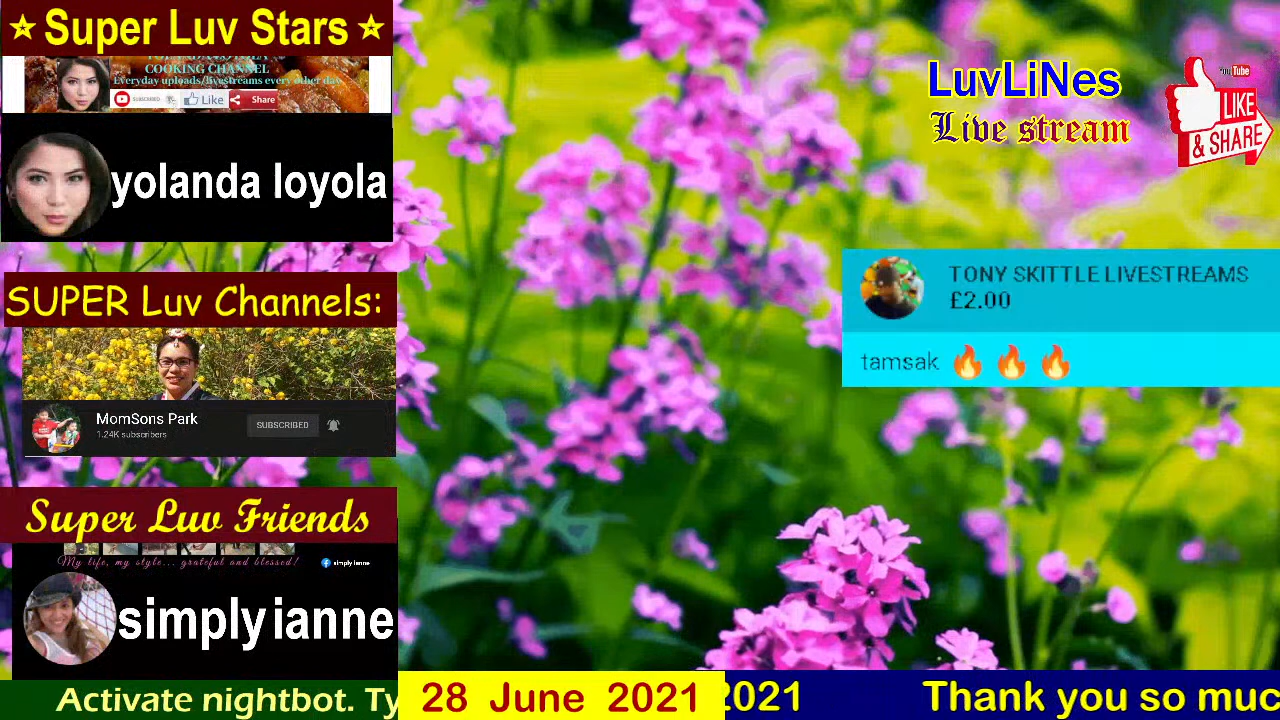 ☆ Super Luv Stars ☆
COOKING CHANNEL
Everyday uploads/livestreams every other day
SUBSCRIBED Like Share
yolanda loyola
SUPER Luv Channels:
MomSons Park
1.24K subscribers
SUBSCRIBED
Super Luv Friends
My life, my style... grateful and blessed!
simply ianne
simply ianne
LuvLiNes
Live stream
YouTube
LIKE
& SHARE
TONY SKITTLE LIVESTREAMS
£2.00
tamsak 🔥 🔥 🔥
Activate nightbot. Ty
28 June 2021
2021 Thank you so muc